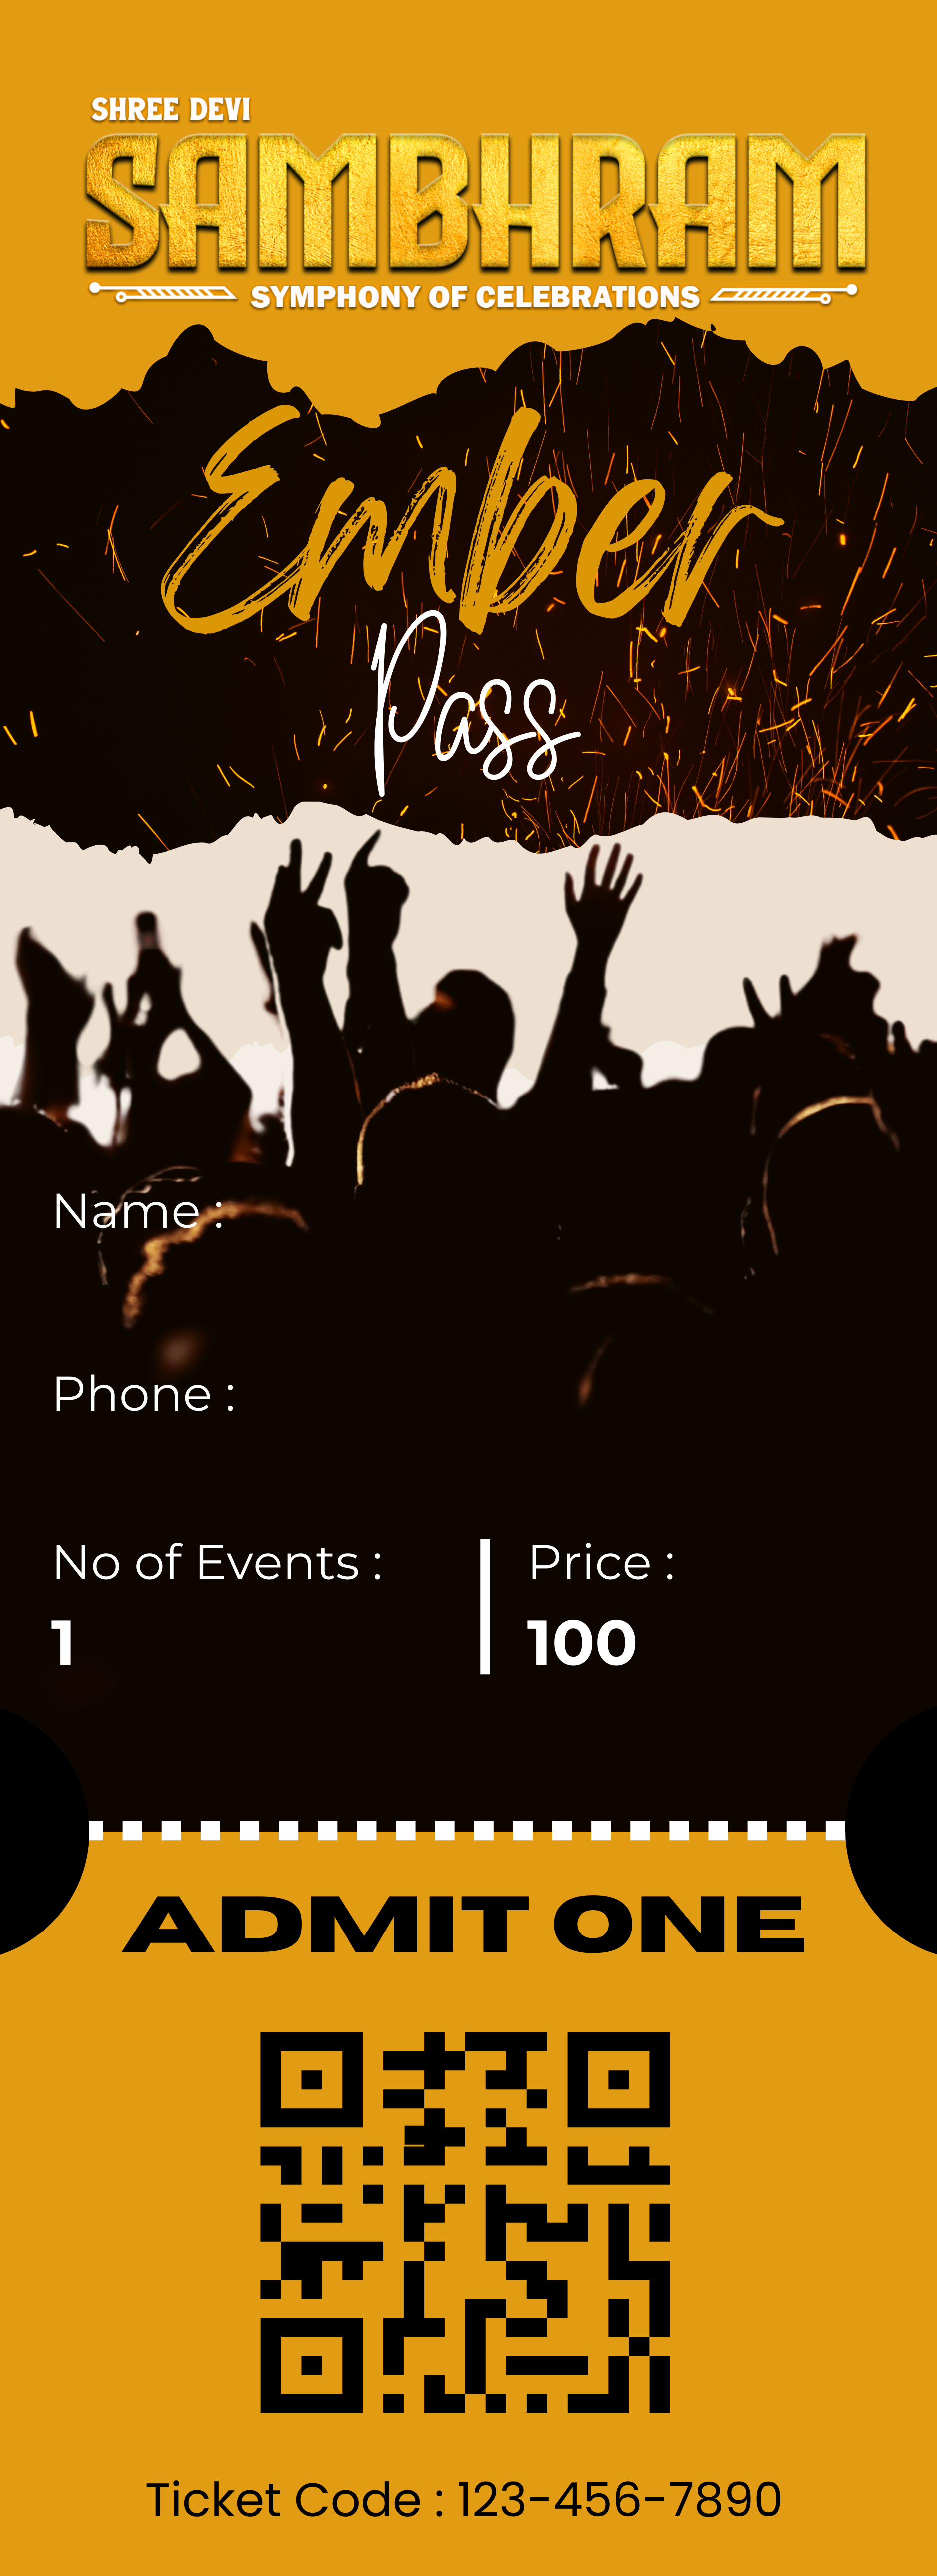 SHREE DEVI
SAMBHRAM
SYMPHONY OF CELEBRATIONS
Ember
Pass
Name :
Phone :
No of Events :
1
Price :
100
ADMIT ONE
Ticket Code : 123-456-7890